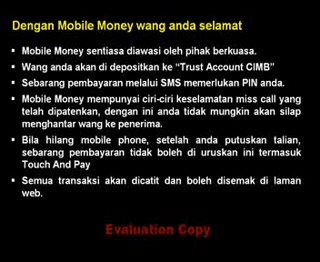 Dengan Mobile Money wang anda selamat
Mobile Money sentiasa diawasi oleh pihak berkuasa.
Wang anda akan di depositkan ke “Trust Account CIMB”
Sebarang pembayaran melalui SMS memerlukan PIN anda.
Mobile Money mempunyai ciri-ciri keselamatan miss call yang
telah dipatenkan, dengan ini anda tidak mungkin akan silap
menghantar wang ke penerima.
Bila hilang mobile phone, setelah anda putuskan talian,
sebarang pembayaran tidak boleh di uruskan ini termasuk
Touch And Pay
Semua transaksi akan dicatit dan boleh disemak di laman
web.
Evaluation Copy